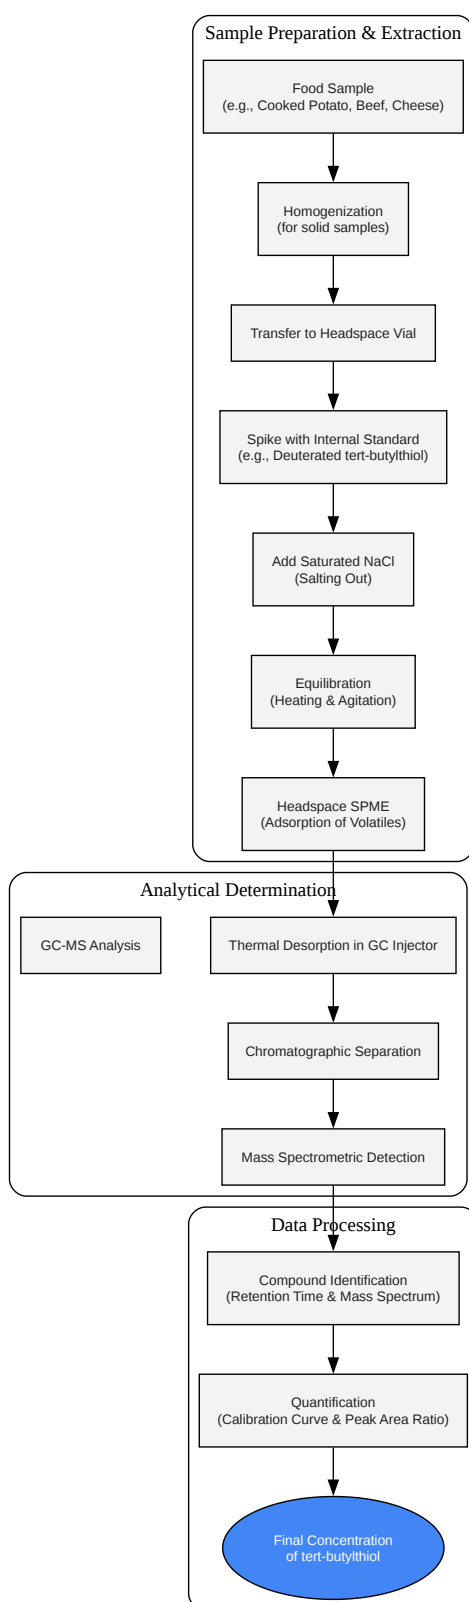 Sample Preparation & Extraction
Food Sample
(e.g., Cooked Potato, Beef, Cheese)
Homogenization
(for solid samples)
Transfer to Headspace Vial
Spike with Internal Standard
(e.g., Deuterated tert-butylthiol)
Add Saturated NaCl
(Salting Out)
Equilibration
(Heating & Agitation)
Headspace SPME
(Adsorption of Volatiles)
Analytical Determination
GC-MS Analysis
Thermal Desorption in GC Injector
Chromatographic Separation
Mass Spectrometric Detection
Data Processing
Compound Identification
(Retention Time & Mass Spectrum)
Quantification
(Calibration Curve & Peak Area Ratio)
Final Concentration
of tert-butylthiol